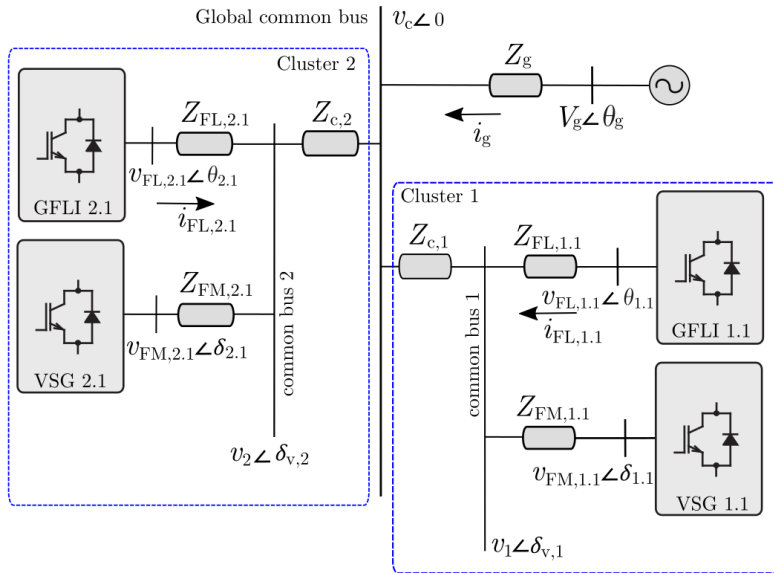 Global common bus
v_c∠0
Cluster 2
Z_g
V_g∠θ_g
i_g
Z_FL,2.1
Z_c,2
v_FL,2.1∠θ_2.1
GFLI 2.1
i_FL,2.1
Z_FM,2.1
v_FM,2.1∠δ_2.1
VSG 2.1
common bus 2
v_2∠δ_v,2
Cluster 1
Z_c,1
Z_FL,1.1
v_FL,1.1∠θ_1.1
i_FL,1.1
GFLI 1.1
common bus 1
Z_FM,1.1
v_FM,1.1∠δ_1.1
VSG 1.1
v_1∠δ_v,1